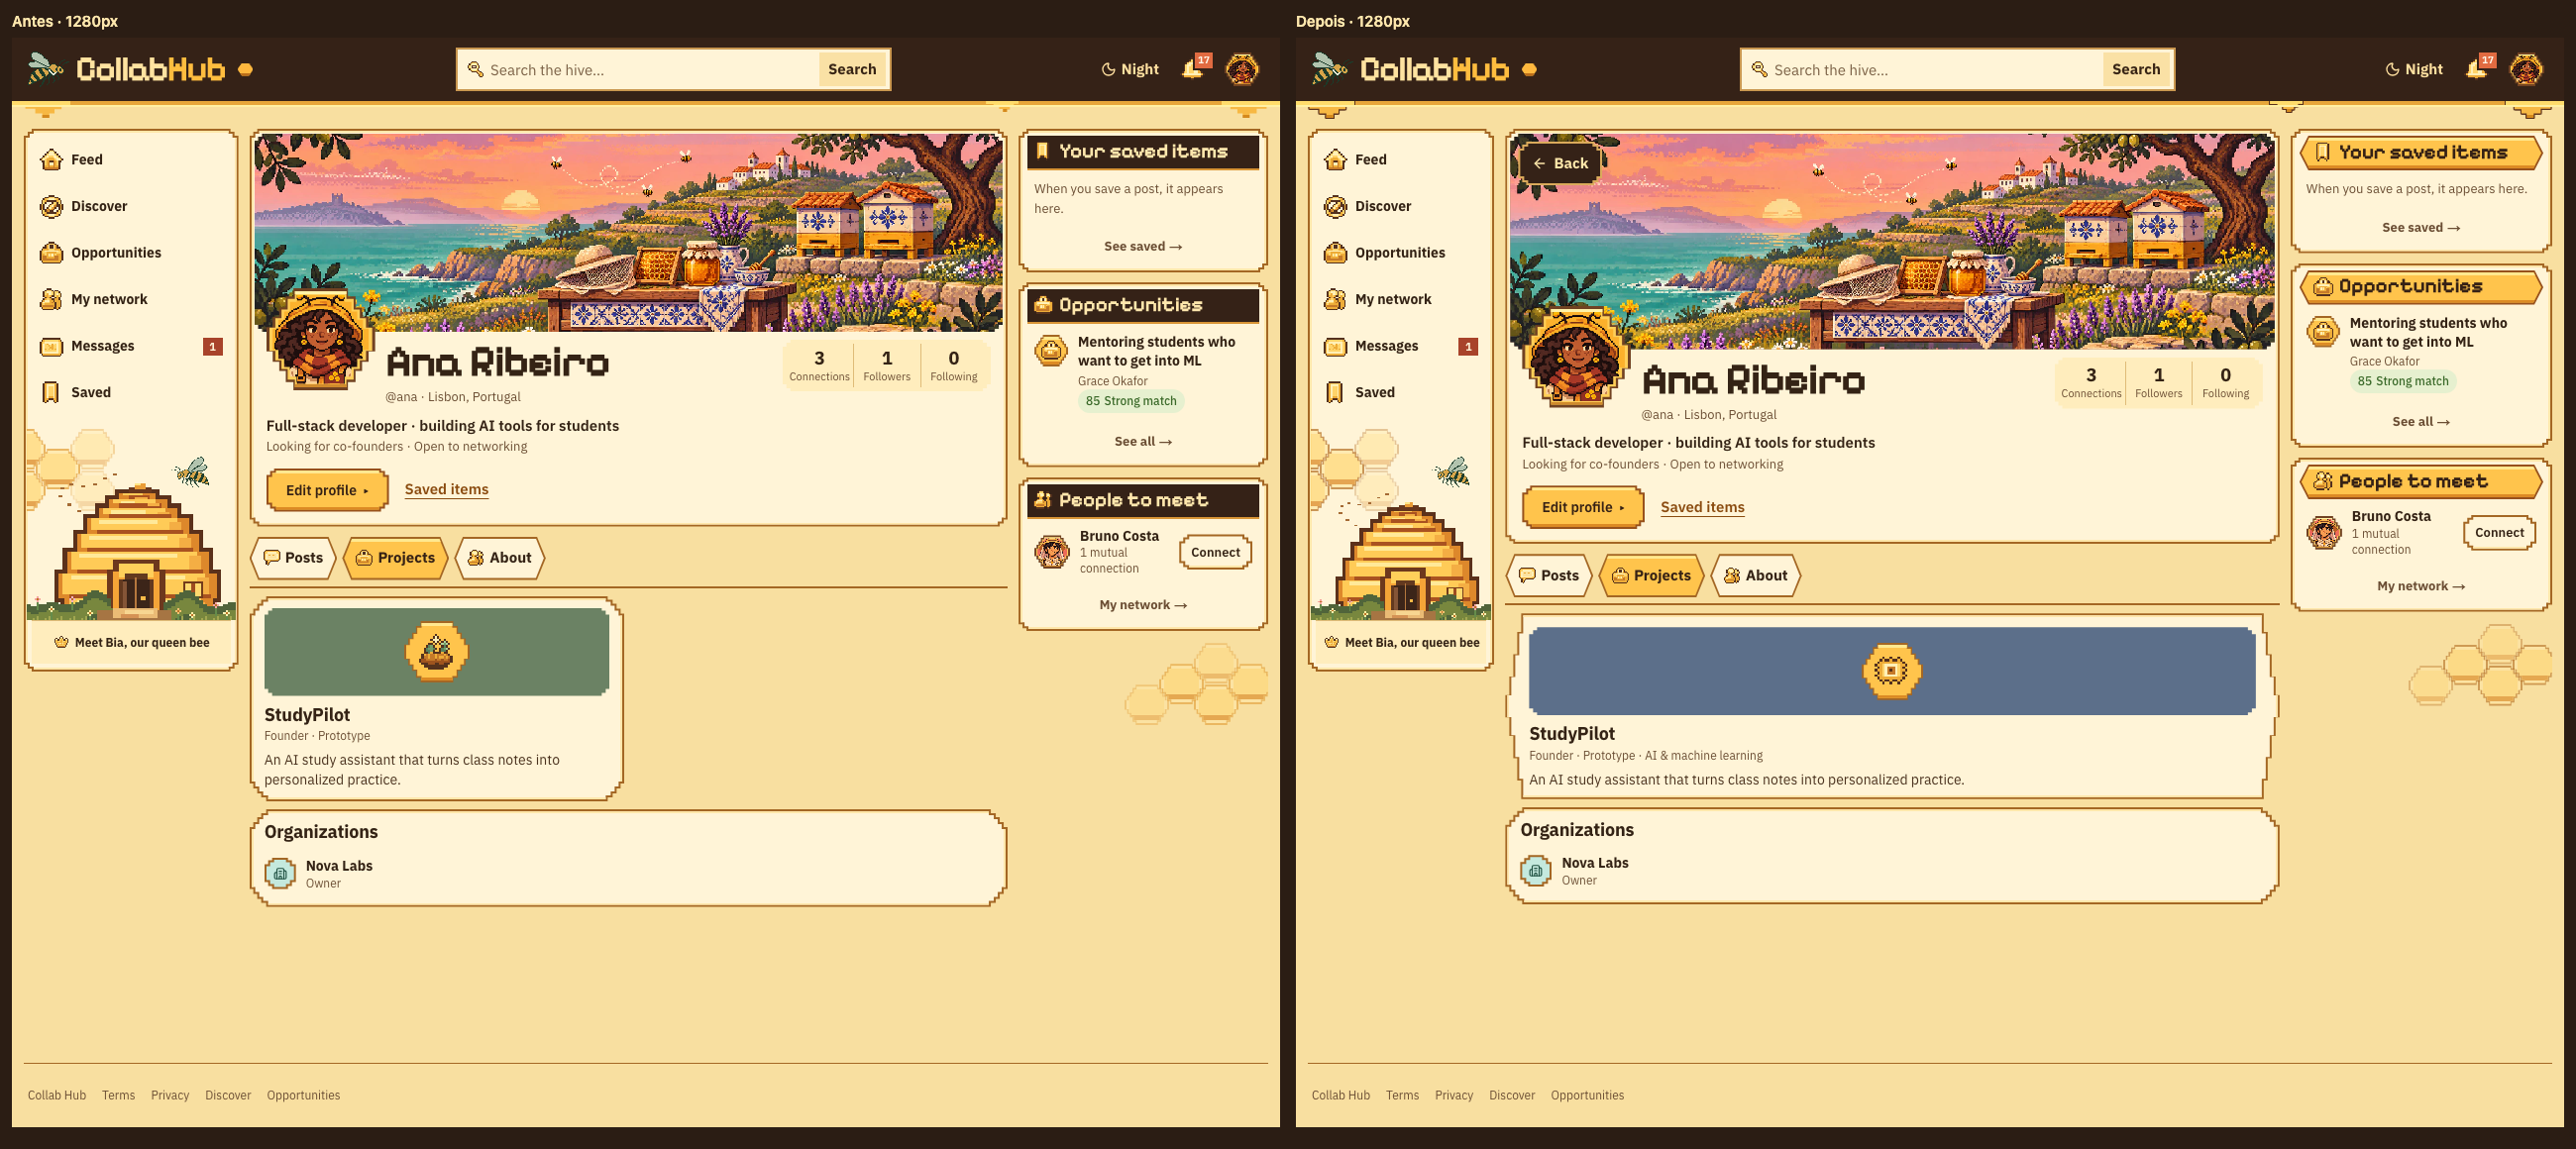 Antes · 1280px
CollabHub
Search the hive...
Search
Night
17
Feed
Discover
Opportunities
My network
Messages
1
Saved
Meet Bia, our queen bee
Ana Ribeiro
@ana · Lisbon, Portugal
3
Connections
1
Followers
0
Following
Full-stack developer · building AI tools for students
Looking for co-founders · Open to networking
Edit profile
Saved items
Posts
Projects
About
StudyPilot
Founder · Prototype
An AI study assistant that turns class notes into
personalized practice.
Organizations
Nova Labs
Owner
Your saved items
When you save a post, it appears
here.
See saved →
Opportunities
Mentoring students who
want to get into ML
Grace Okafor
85 Strong match
See all →
People to meet
Bruno Costa
1 mutual
connection
Connect
My network →
Collab Hub
Terms
Privacy
Discover
Opportunities
Depois · 1280px
CollabHub
Search the hive...
Search
Night
17
Feed
Discover
Opportunities
My network
Messages
1
Saved
Meet Bia, our queen bee
← Back
Ana Ribeiro
@ana · Lisbon, Portugal
3
Connections
1
Followers
0
Following
Full-stack developer · building AI tools for students
Looking for co-founders · Open to networking
Edit profile
Saved items
Posts
Projects
About
StudyPilot
Founder · Prototype · AI & machine learning
An AI study assistant that turns class notes into personalized practice.
Organizations
Nova Labs
Owner
Your saved items
When you save a post, it appears here.
See saved →
Opportunities
Mentoring students who
want to get into ML
Grace Okafor
85 Strong match
See all →
People to meet
Bruno Costa
1 mutual
connection
Connect
My network →
Collab Hub
Terms
Privacy
Discover
Opportunities